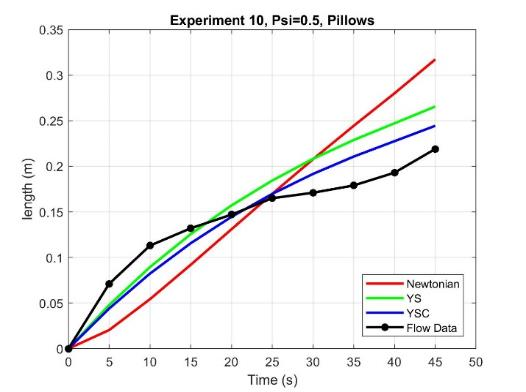 Experiment 10, Psi=0.5, Pillows
0.35
0.3
0.25
0.2
0.15
0.1
0.05
0
length (m)
0 5 10 15 20 25 30 35 40 45 50
Time (s)
Newtonian
YS
YSC
Flow Data